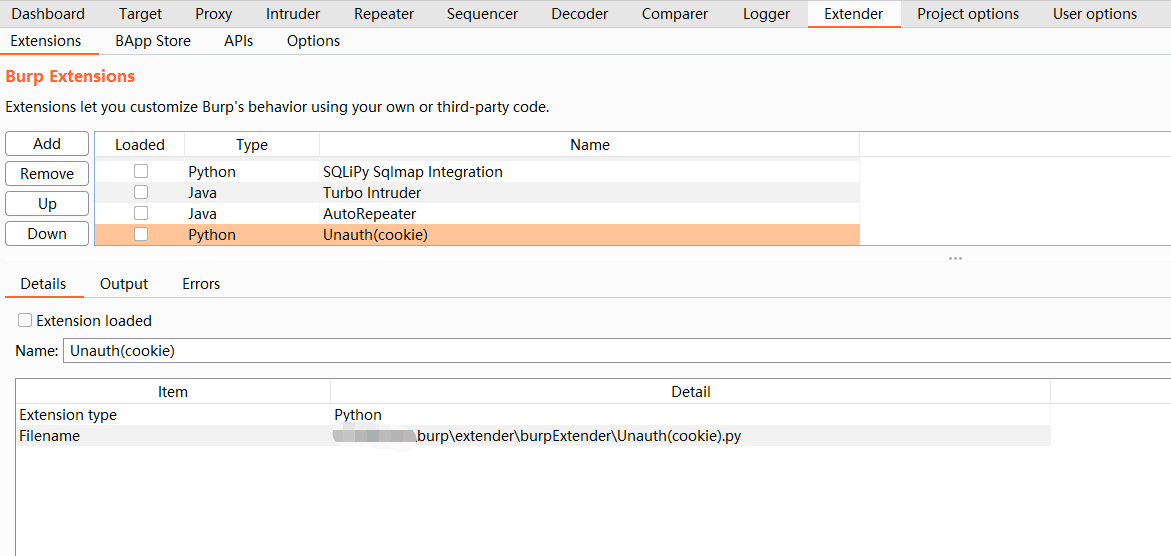 Dashboard Target Proxy Intruder Repeater Sequencer Decoder Comparer Logger Extender Project options User options
Extensions BApp Store APIs Options
Burp Extensions
Extensions let you customize Burp's behavior using your own or third-party code.
Add Loaded Type Name
Remove Python SQLiPy Sqlmap Integration
Java Turbo Intruder
Up Java AutoRepeater
Down Python Unauth(cookie)
Details Output Errors
Extension loaded
Name: Unauth(cookie)
Item Detail
Extension type Python
Filename \burp\extender\burpExtender\Unauth(cookie).py